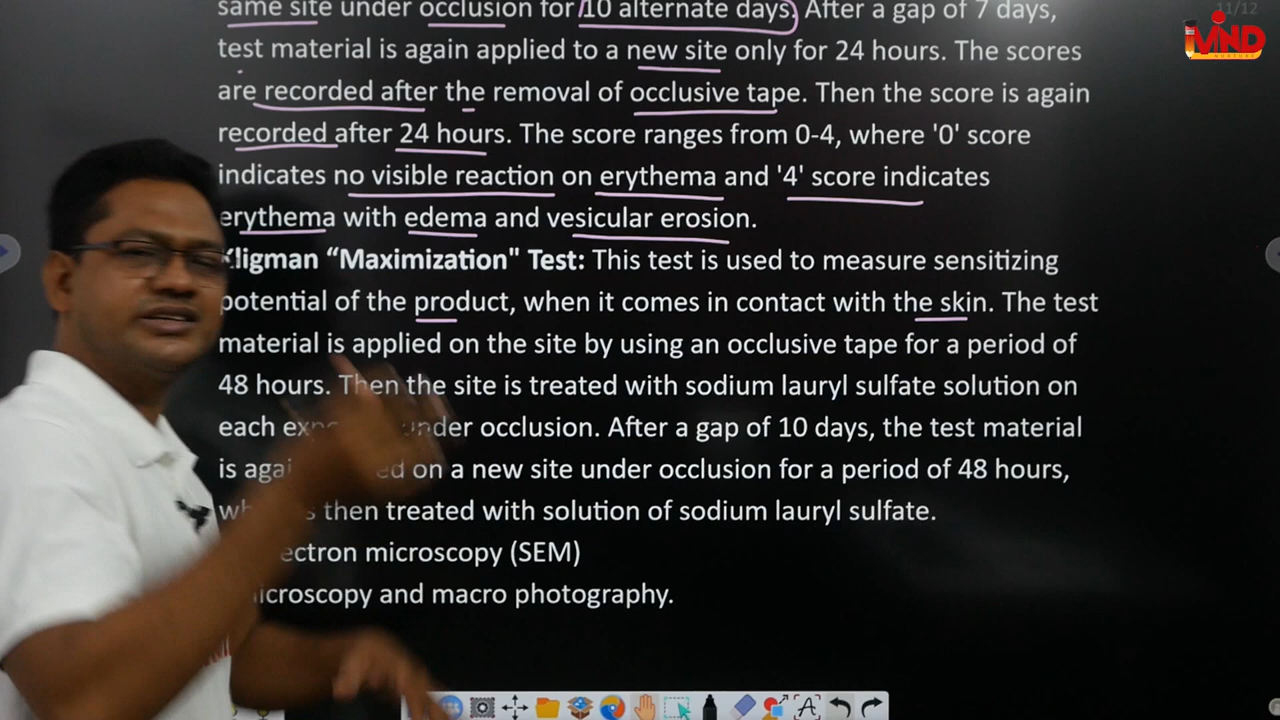 same site under occlusion for 10 alternate days. After a gap of 7 days,
11/12
MIND
test material is again applied to a new site only for 24 hours. The scores
are recorded after the removal of occlusive tape. Then the score is again
recorded after 24 hours. The score ranges from 0-4, where '0' score
indicates no visible reaction on erythema and '4' score indicates
erythema with edema and vesicular erosion.
Kligman “Maximization" Test: This test is used to measure sensitizing
potential of the product, when it comes in contact with the skin. The test
material is applied on the site by using an occlusive tape for a period of
48 hours. Then the site is treated with sodium lauryl sulfate solution on
each under occlusion. After a gap of 10 days, the test material
is on a new site under occlusion for a period of 48 hours,
then treated with solution of sodium lauryl sulfate.
microscopy (SEM)
and macro photography.